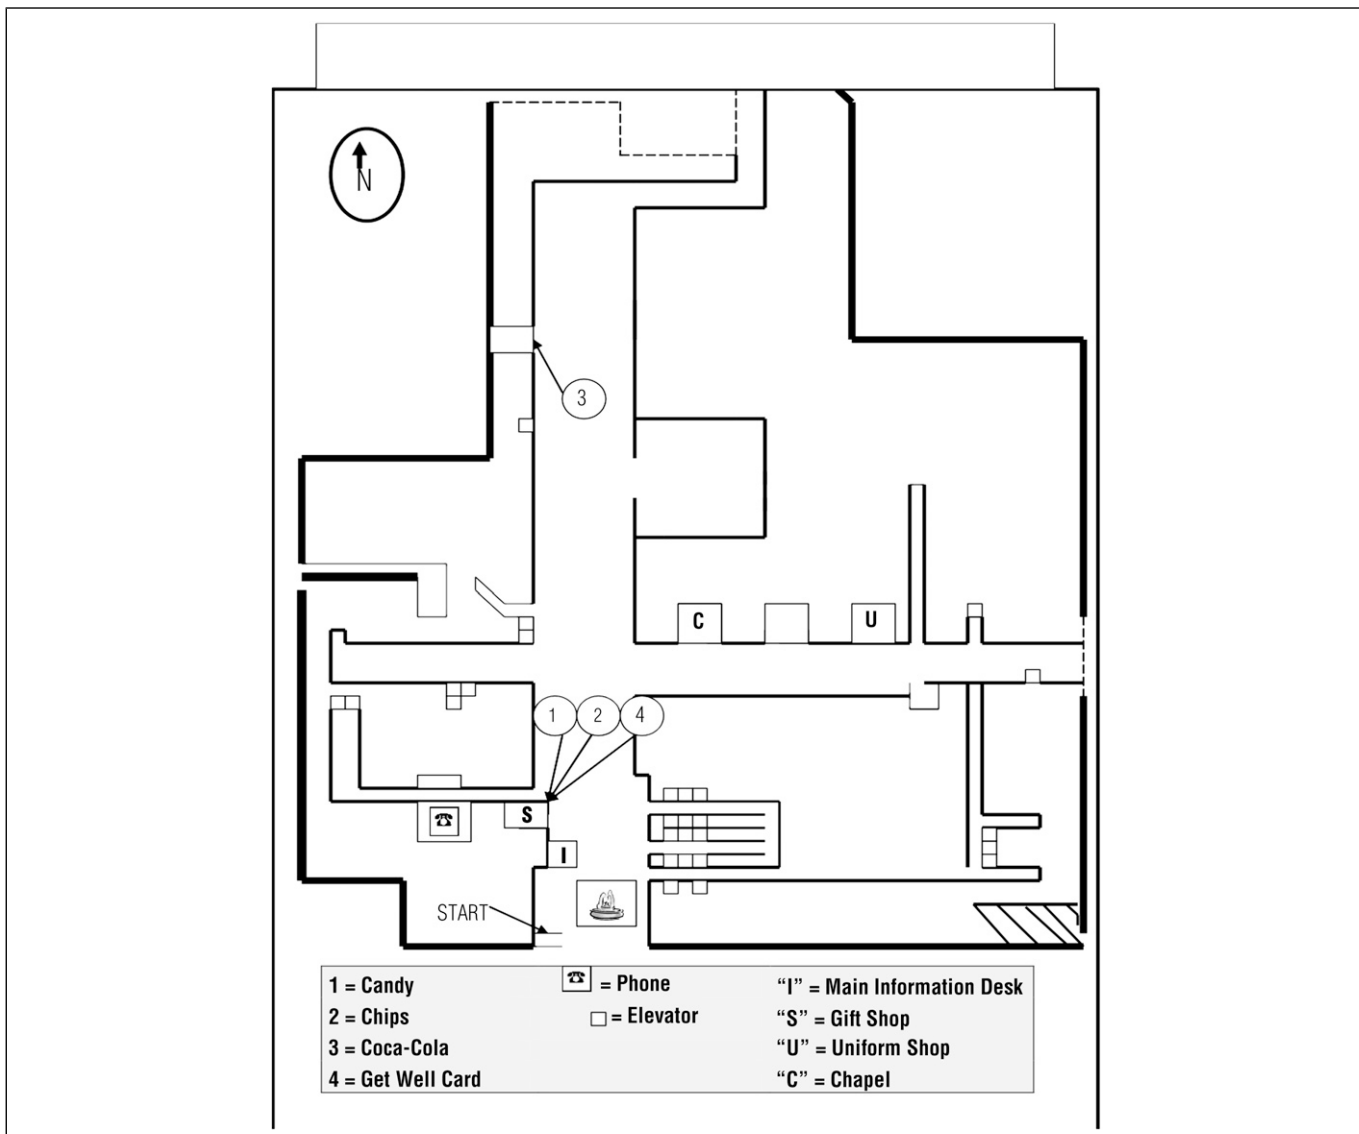 N
3
C
U
1
2
4
S
I
START
1 = Candy
2 = Chips
3 = Coca-Cola
4 = Get Well Card
= Phone
= Elevator
“I” = Main Information Desk
“S” = Gift Shop
“U” = Uniform Shop
“C” = Chapel